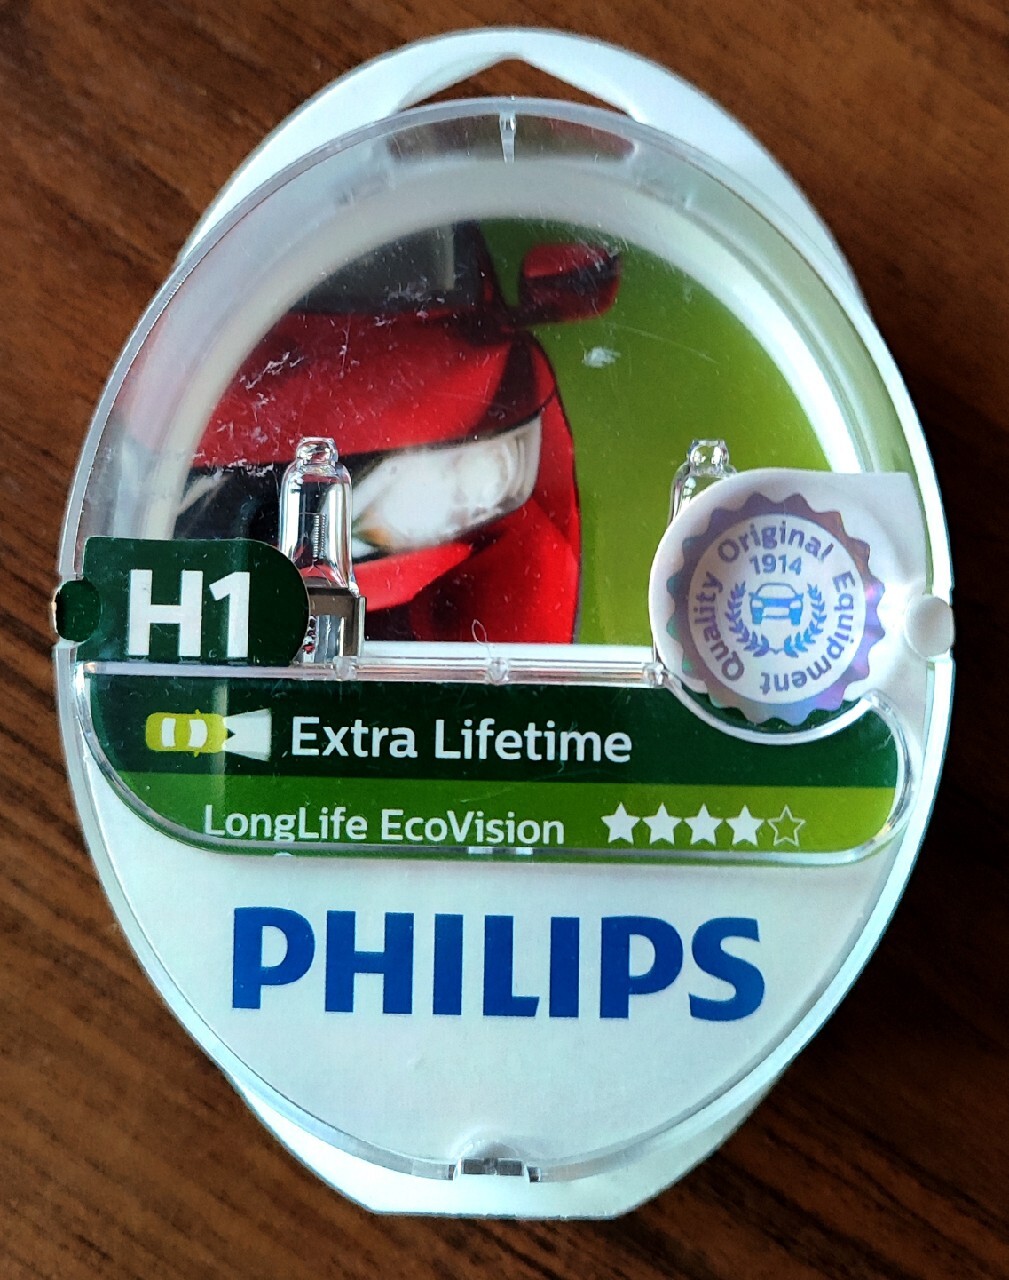 H1
Original
1914
Quality
Equipment
Extra Lifetime
LongLife EcoVision
PHILIPS